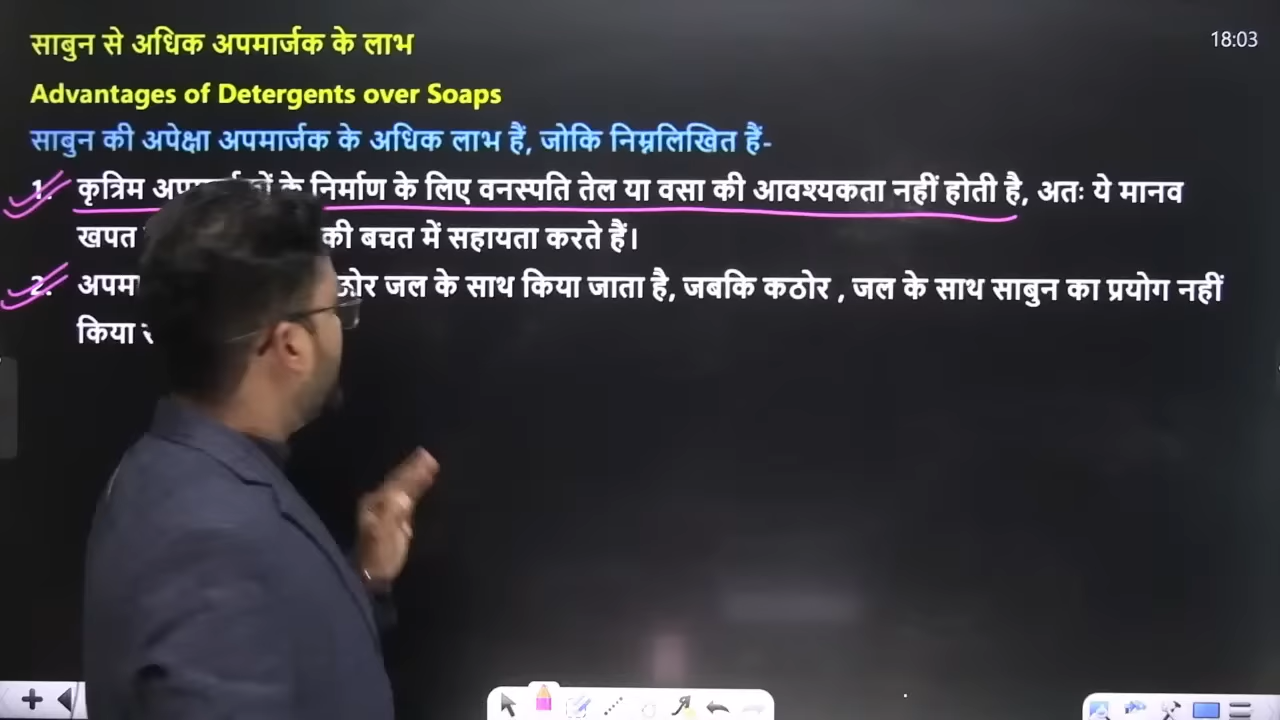 साबुन से अधिक अपमार्जक के लाभ
18:03
Advantages of Detergents over Soaps
साबुन की अपेक्षा अपमार्जक के अधिक लाभ हैं, जोकि निम्नलिखित हैं-
1. कृत्रिम के निर्माण के लिए वनस्पति तेल या वसा की आवश्यकता नहीं होती है, अतः ये मानव
खपत की बचत में सहायता करते हैं।
2. जल के साथ किया जाता है, जबकि कठोर , जल के साथ साबुन का प्रयोग नहीं
किया